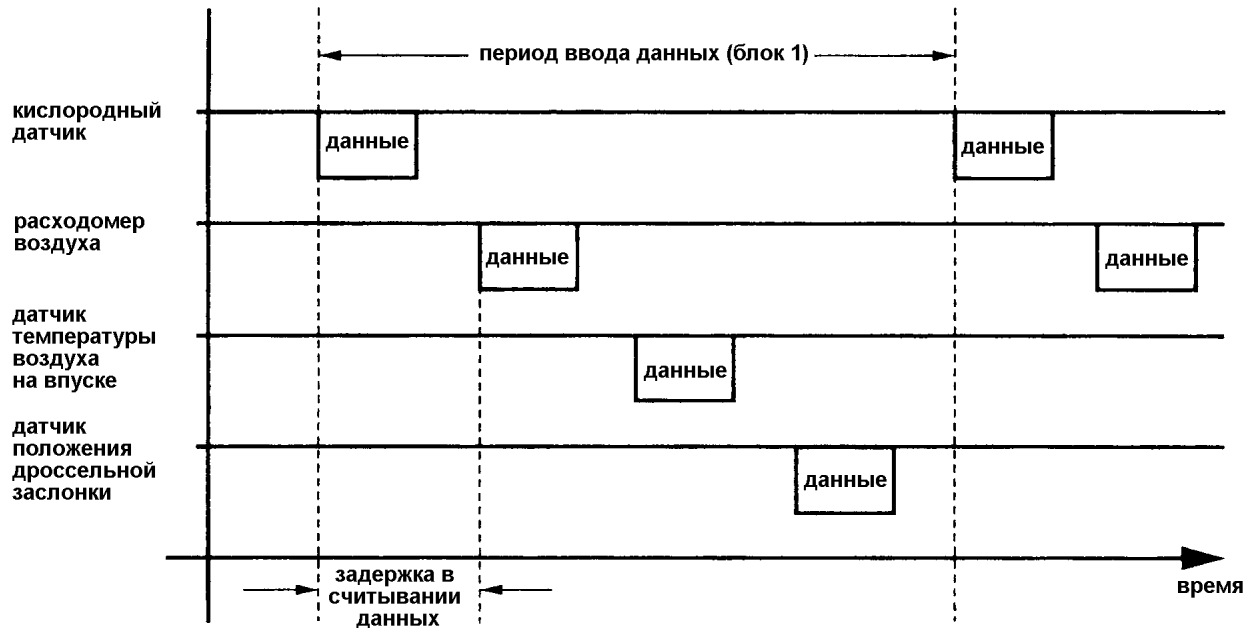 период ввода данных (блок 1)
кислородный
датчик
данные
данные
расходомер
воздуха
данные
данные
датчик
температуры
воздуха
на впуске
данные
датчик
положения
дроссельной
заслонки
данные
задержка в
считывании
данных
время